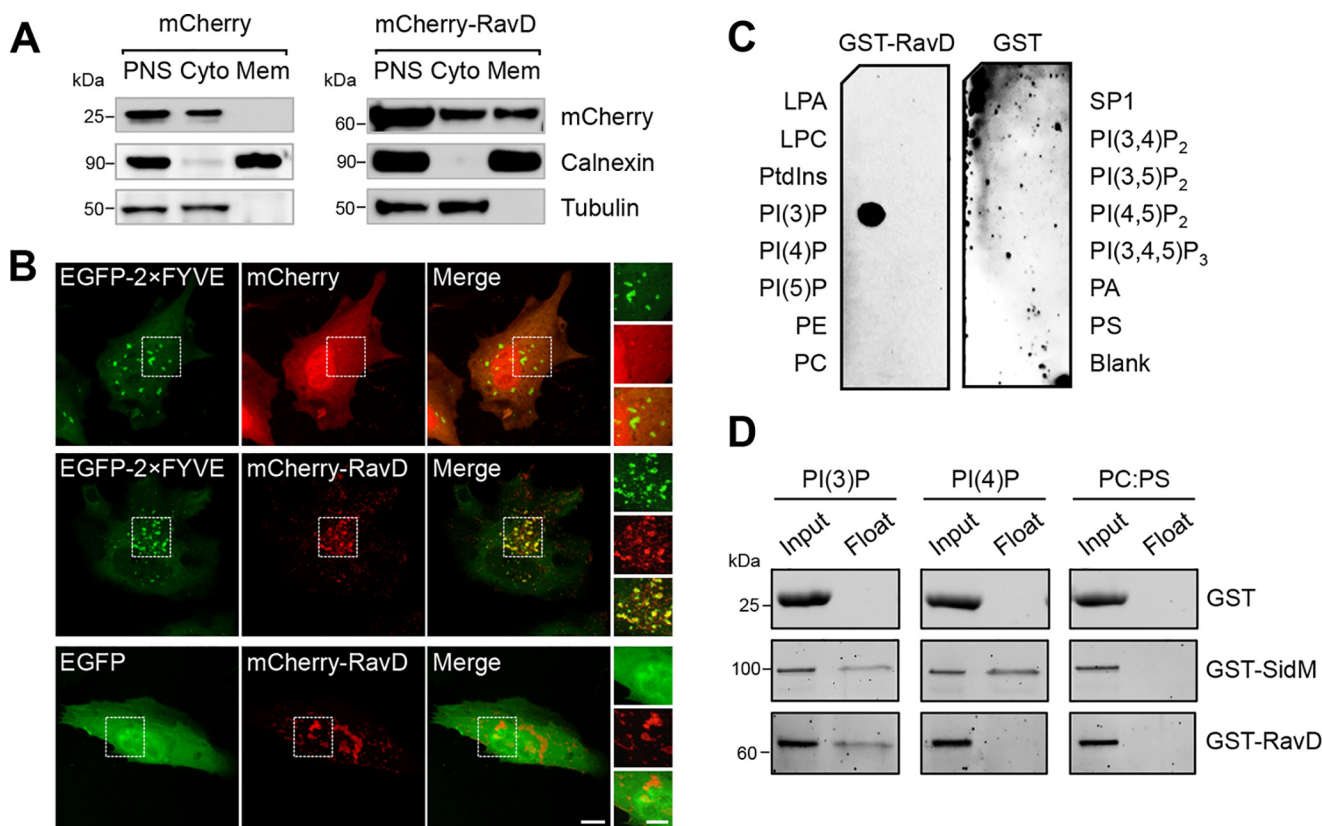 A
mCherry
mCherry-RavD
PNS Cyto Mem
PNS Cyto Mem
kDa
kDa
25
60
mCherry
90
90
Calnexin
50
50
Tubulin
B
EGFP-2×FYVE
mCherry
Merge
EGFP-2×FYVE
mCherry-RavD
Merge
EGFP
mCherry-RavD
Merge
C
GST-RavD
GST
LPA
LPC
PtdIns
PI(3)P
PI(4)P
PI(5)P
PE
PC
SP1
PI(3,4)P₂
PI(3,5)P₂
PI(4,5)P₂
PI(3,4,5)P₃
PA
PS
Blank
D
PI(3)P
PI(4)P
PC:PS
Input Float
Input Float
Input Float
kDa
25
GST
100
GST-SidM
60
GST-RavD